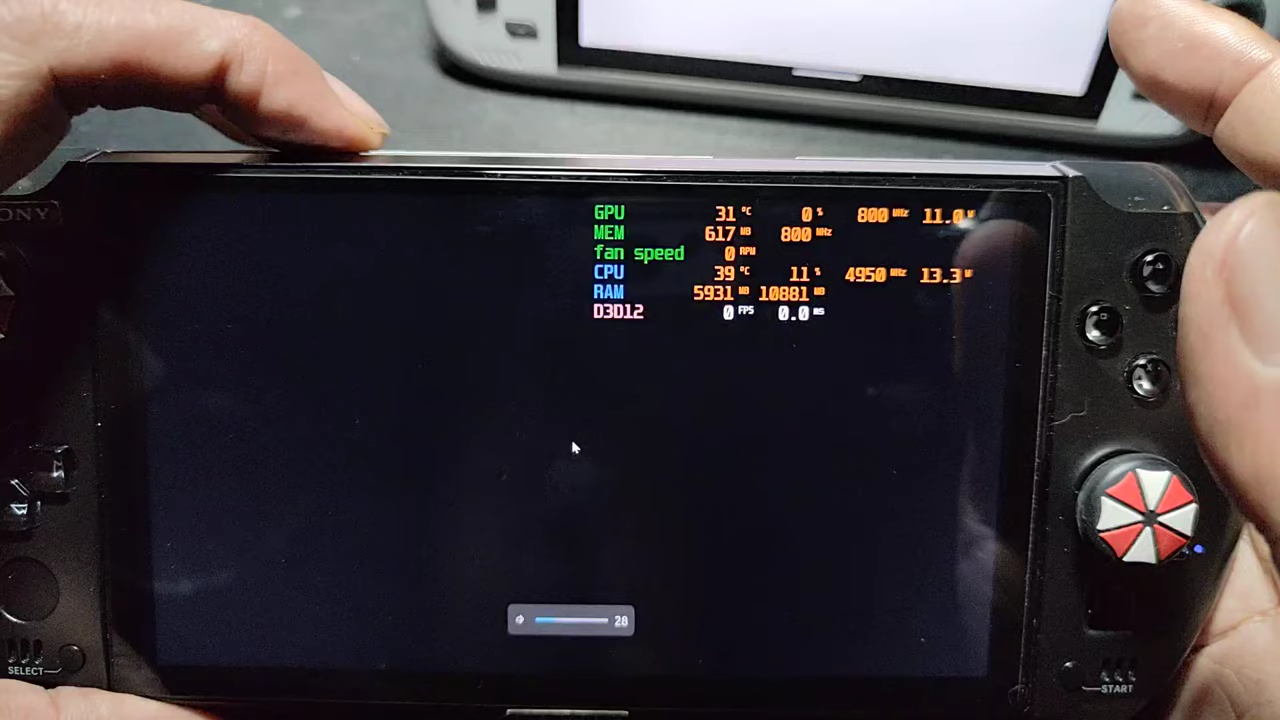 ONY
GPU 31 °C 0 % 800 MHz 11.0 W
MEM 617 MB 800 MHz
fan speed 0 RPM
CPU 39 °C 11 % 4950 MHz 13.3 W
RAM 5931 MB 10881 MB
D3D12 0 FPS 0.0 ms
28
SELECT
START